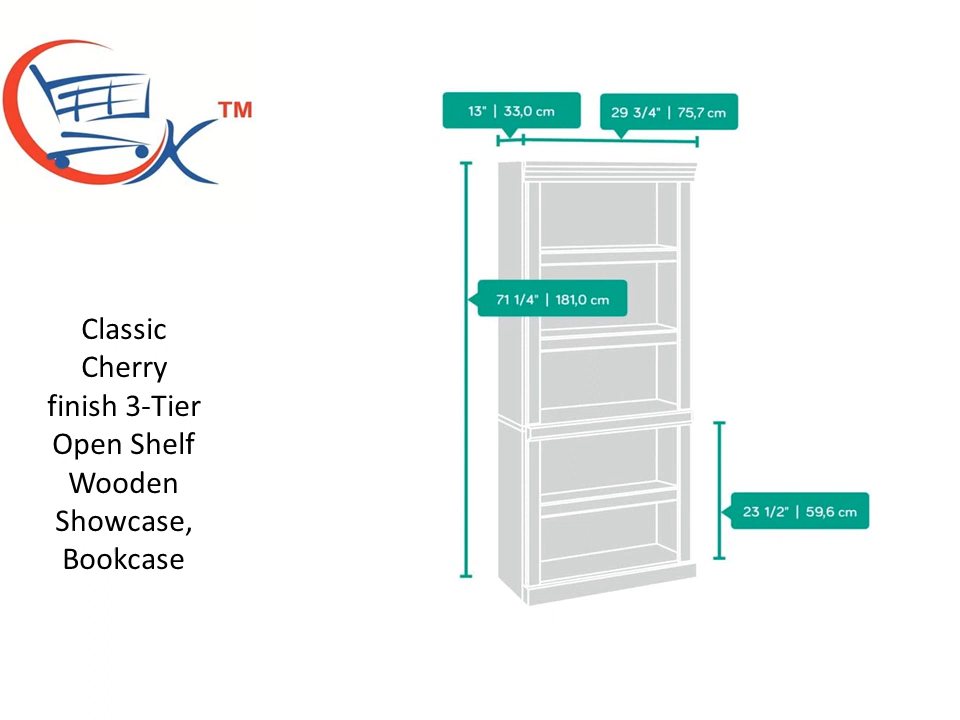 TM
13" | 33,0 cm
29 3/4" | 75,7 cm
71 1/4" | 181,0 cm
Classic
Cherry
finish 3-Tier
Open Shelf
Wooden
Showcase,
Bookcase
23 1/2" | 59,6 cm